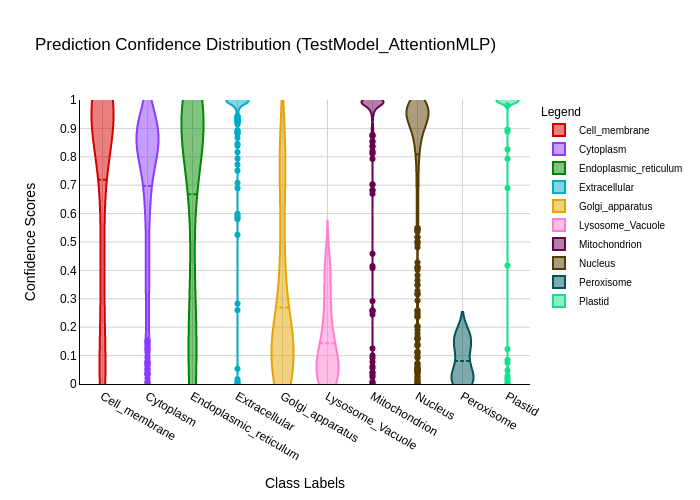 Prediction Confidence Distribution (TestModel_AttentionMLP)
Legend
Cell_membrane
Cytoplasm
Endoplasmic_reticulum
Extracellular
Golgi_apparatus
Lysosome_Vacuole
Mitochondrion
Nucleus
Peroxisome
Plastid
Confidence Scores
1
0.9
0.8
0.7
0.6
0.5
0.4
0.3
0.2
0.1
0
Cell_membrane
Cytoplasm
Endoplasmic_reticulum
Extracellular
Golgi_apparatus
Lysosome_Vacuole
Mitochondrion
Nucleus
Peroxisome
Plastid
Class Labels